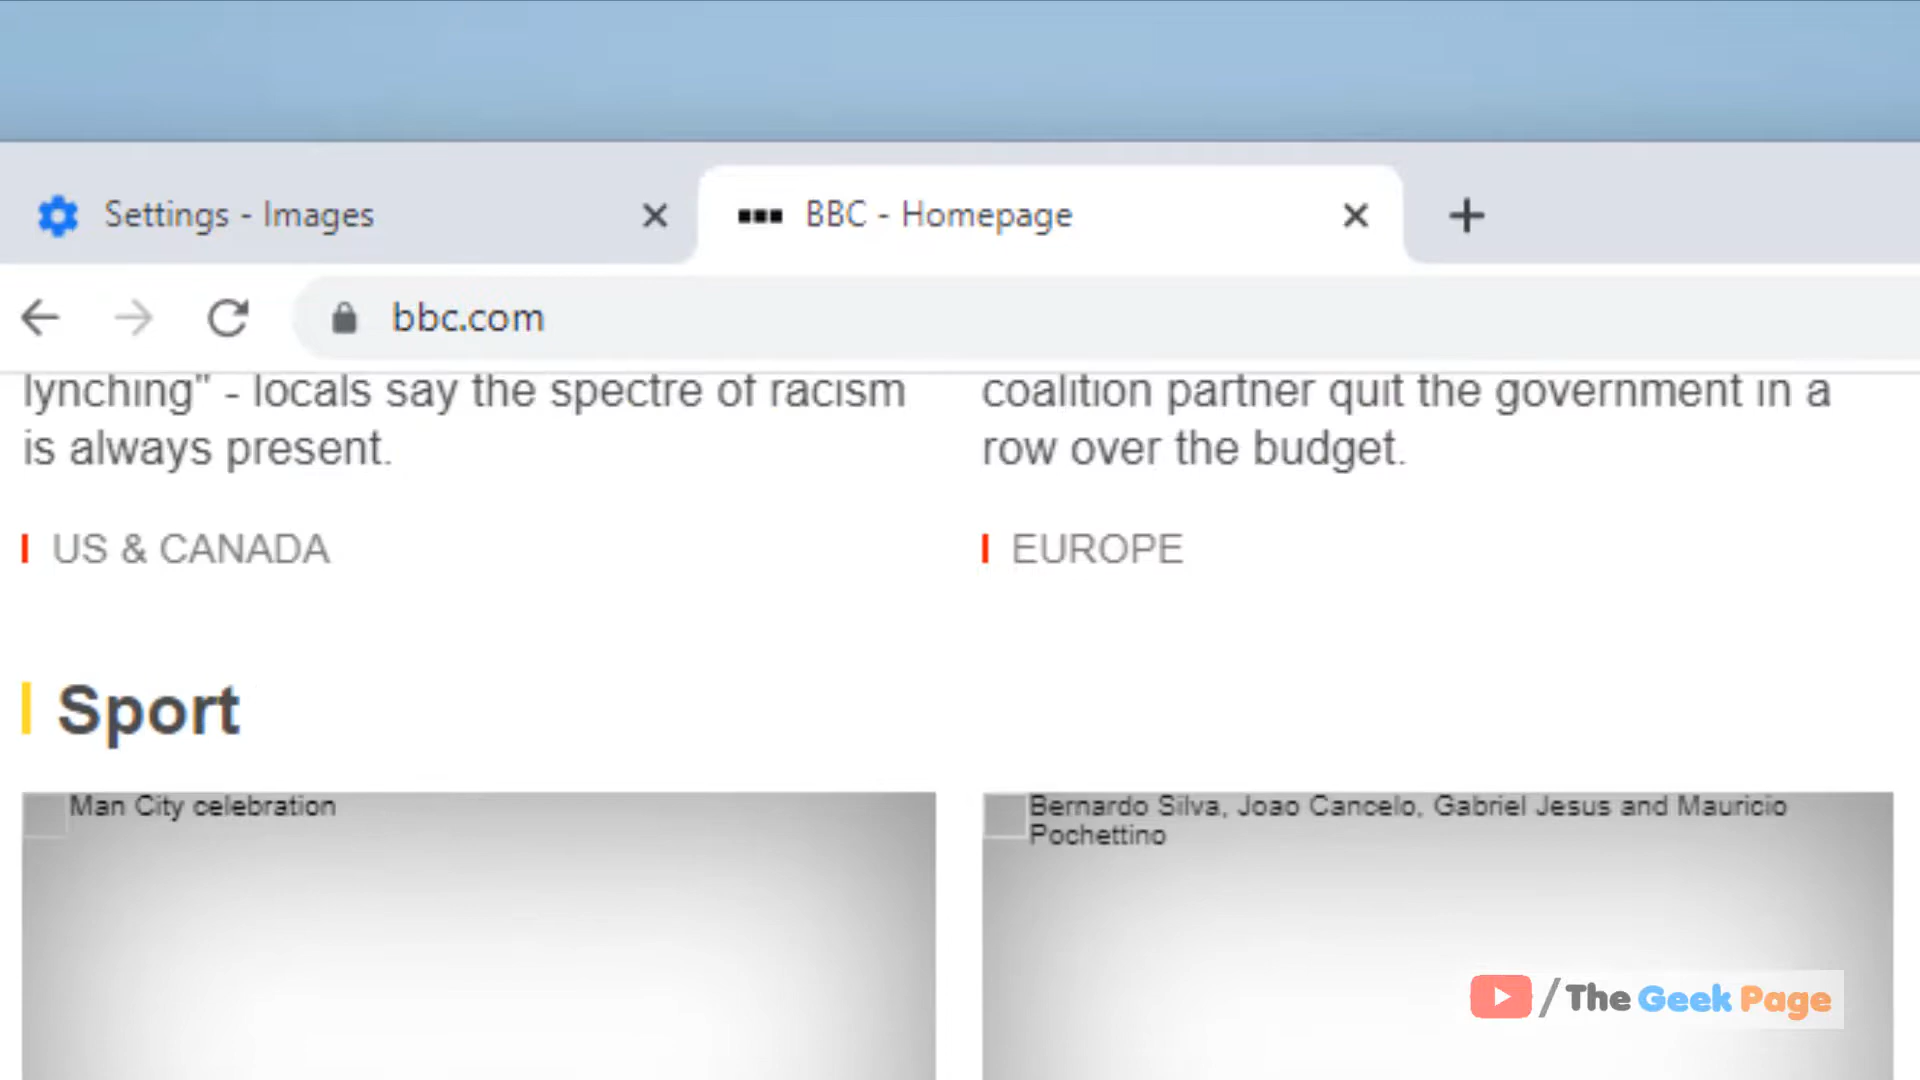 Settings - Images
BBC - Homepage
bbc.com
lynching" - locals say the spectre of racism
is always present.
US & CANADA
coalition partner quit the government in a
row over the budget.
EUROPE
Sport
Man City celebration
Bernardo Silva, Joao Cancelo, Gabriel Jesus and Mauricio
Pochettino
/The Geek Page